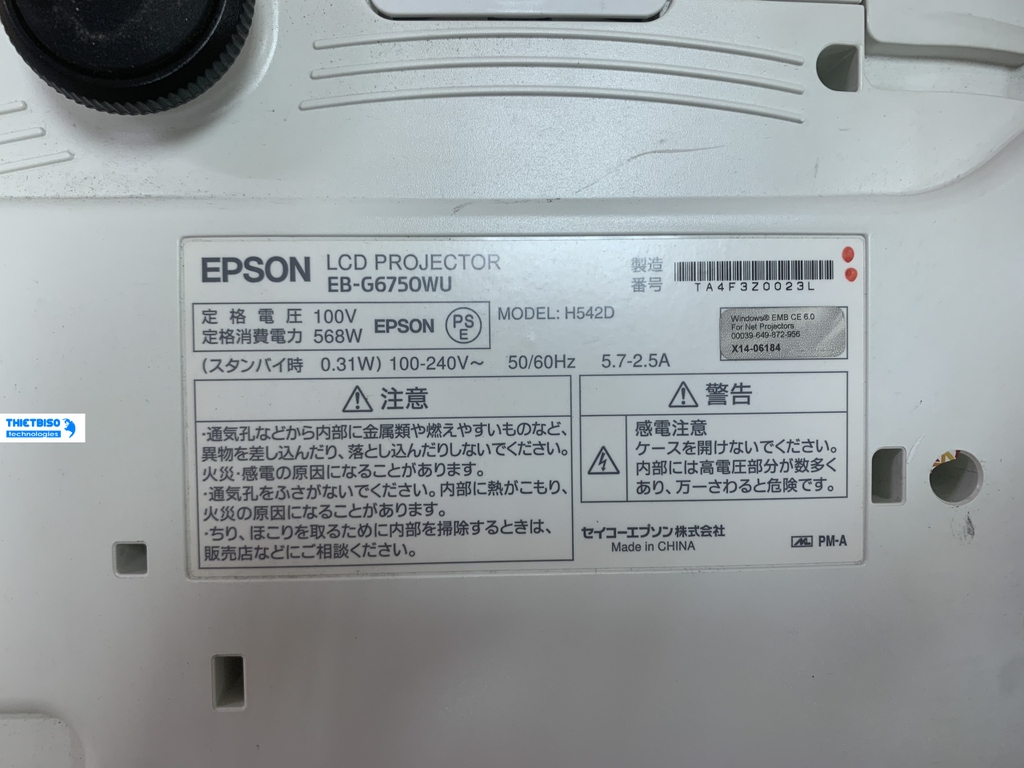 EPSON LCD PROJECTOR
EB-G6750WU
製造
番号
TA4F3Z0023L
定格電圧 100V
定格消費電力 568W
EPSON
PS
E
MODEL: H542D
Windows® EMB CE 6.0
For Net Projectors
00039-649-872-956
X14-06184
(スタンバイ時 0.31W) 100-240V～ 50/60Hz 5.7-2.5A
注意
・通気孔などから内部に金属類や燃えやすいものなど、
異物を差し込んだり、落とし込んだりしないでください。
火災・感電の原因になることがあります。
・通気孔をふさがないでください。内部に熱がこもり、
火災の原因になることがあります。
・ちり、ほこりを取るために内部を掃除するときは、
販売店などにご相談ください。
警告
感電注意
ケースを開けないでください。
内部には高電圧部分が数多く
あり、万一さわると危険です。
セイコーエプソン株式会社
Made in CHINA
PM-A
THIETBISO
technologies